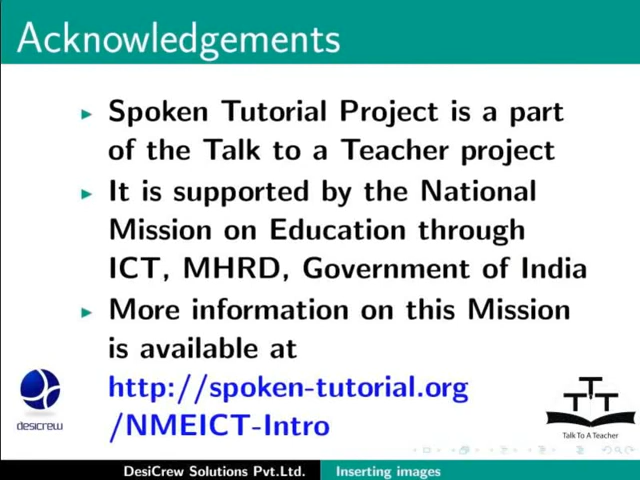 Acknowledgements
Spoken Tutorial Project is a part
of the Talk to a Teacher project
It is supported by the National
Mission on Education through
ICT, MHRD, Government of India
More information on this Mission
is available at
http://spoken-tutorial.org
/NMEICT-Intro
desicrew
TTT
Talk To A Teacher
DesiCrew Solutions Pvt.Ltd.
Inserting images